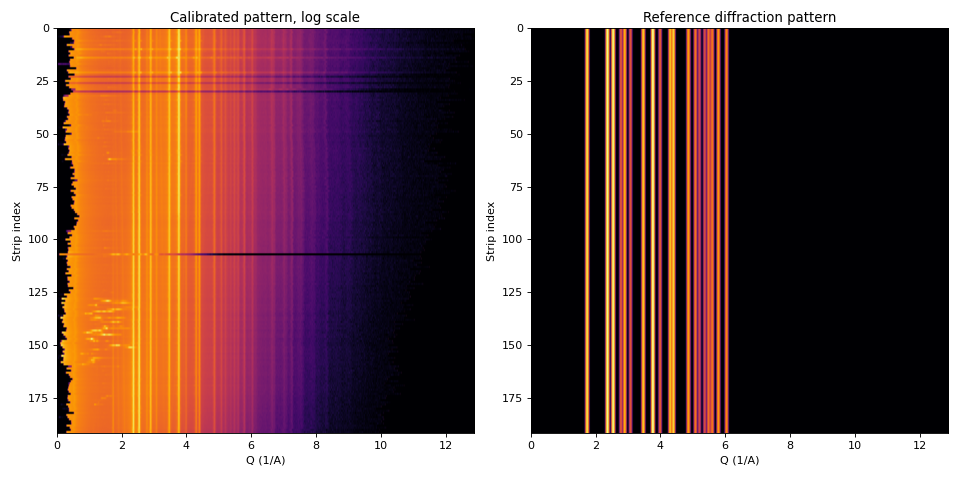 Calibrated pattern, log scale
0
25
50
75
100
125
150
175
Strip index
0 2 4 6 8 10 12
Q (1/A)
Reference diffraction pattern
0
25
50
75
100
125
150
175
Strip index
0 2 4 6 8 10 12
Q (1/A)